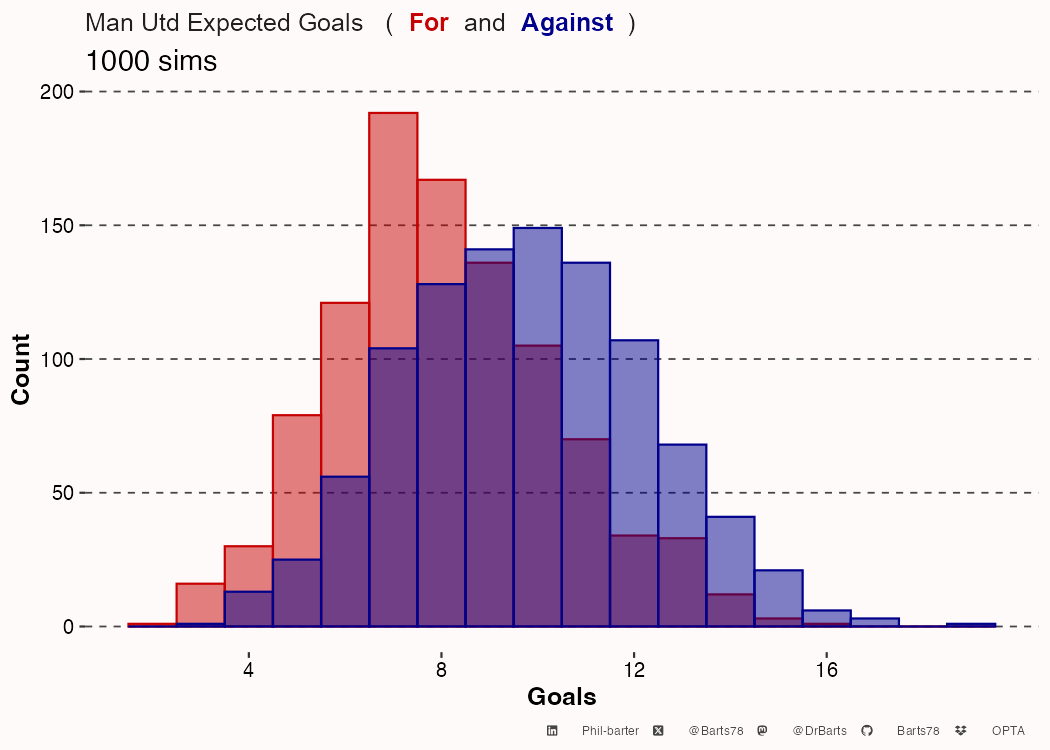 Man Utd Expected Goals ( For and Against )
1000 sims
200
150
100
50
0
Count
4 8 12 16
Goals
Phil-barter @Barts78 @DrBarts Barts78 OPTA